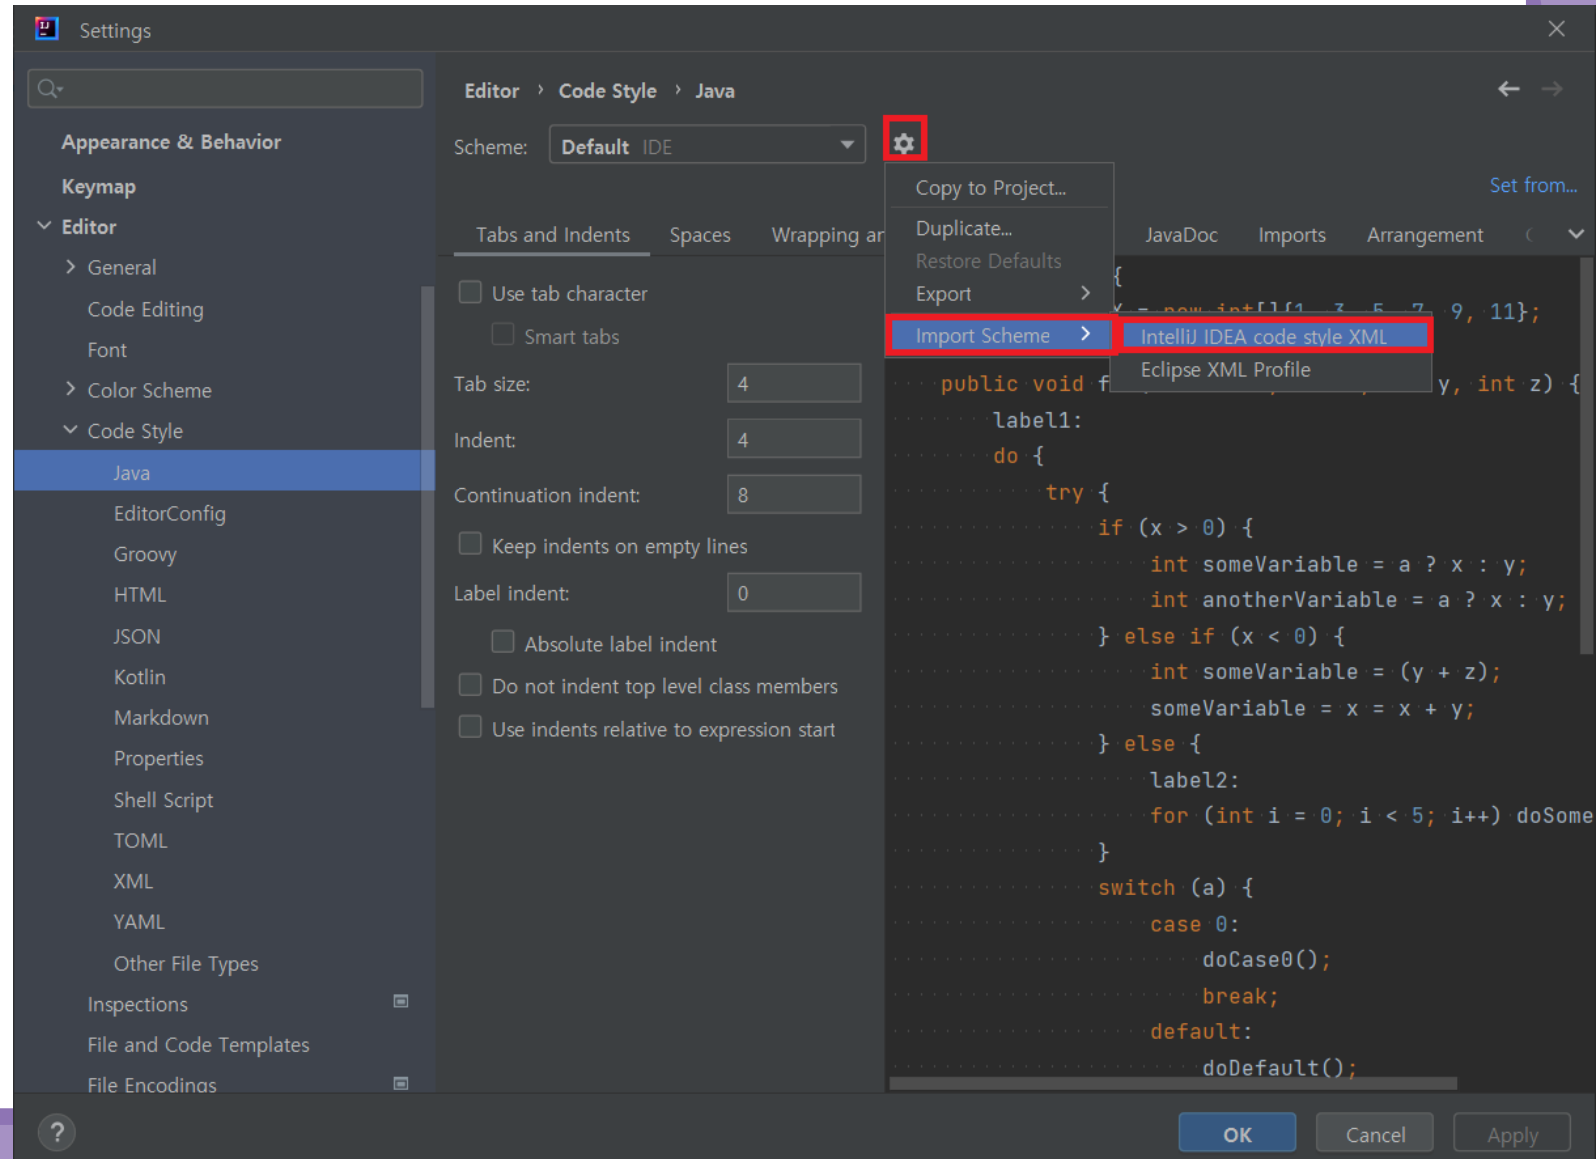 Settings
Editor › Code Style › Java
Appearance & Behavior
Keymap
Editor
General
Code Editing
Font
Color Scheme
Code Style
Java
EditorConfig
Groovy
HTML
JSON
Kotlin
Markdown
Properties
Shell Script
TOML
XML
YAML
Other File Types
Inspections
File and Code Templates
File Encodings
Scheme: Default IDE
Set from...
Copy to Project...
Duplicate...
Restore Defaults
Export
Import Scheme
IntelliJ IDEA code style XML
Eclipse XML Profile
Tabs and Indents Spaces Wrapping JavaDoc Imports Arrangement
Use tab character
Smart tabs
Tab size: 4
Indent: 4
Continuation indent: 8
Keep indents on empty lines
Label indent: 0
Absolute label indent
Do not indent top level class members
Use indents relative to expression start
{
= new int[]{1, 3, 5, 7, 9, 11};
public void y, int z) {
label1:
do {
try {
if (x > 0) {
int someVariable = a ? x : y;
int anotherVariable = a ? x : y;
} else if (x < 0) {
int someVariable = (y + z);
someVariable = x = x + y;
} else {
label2:
for (int i = 0; i < 5; i++) doSome
}
switch (a) {
case 0:
doCase0();
break;
default:
doDefault();
? OK Cancel Apply